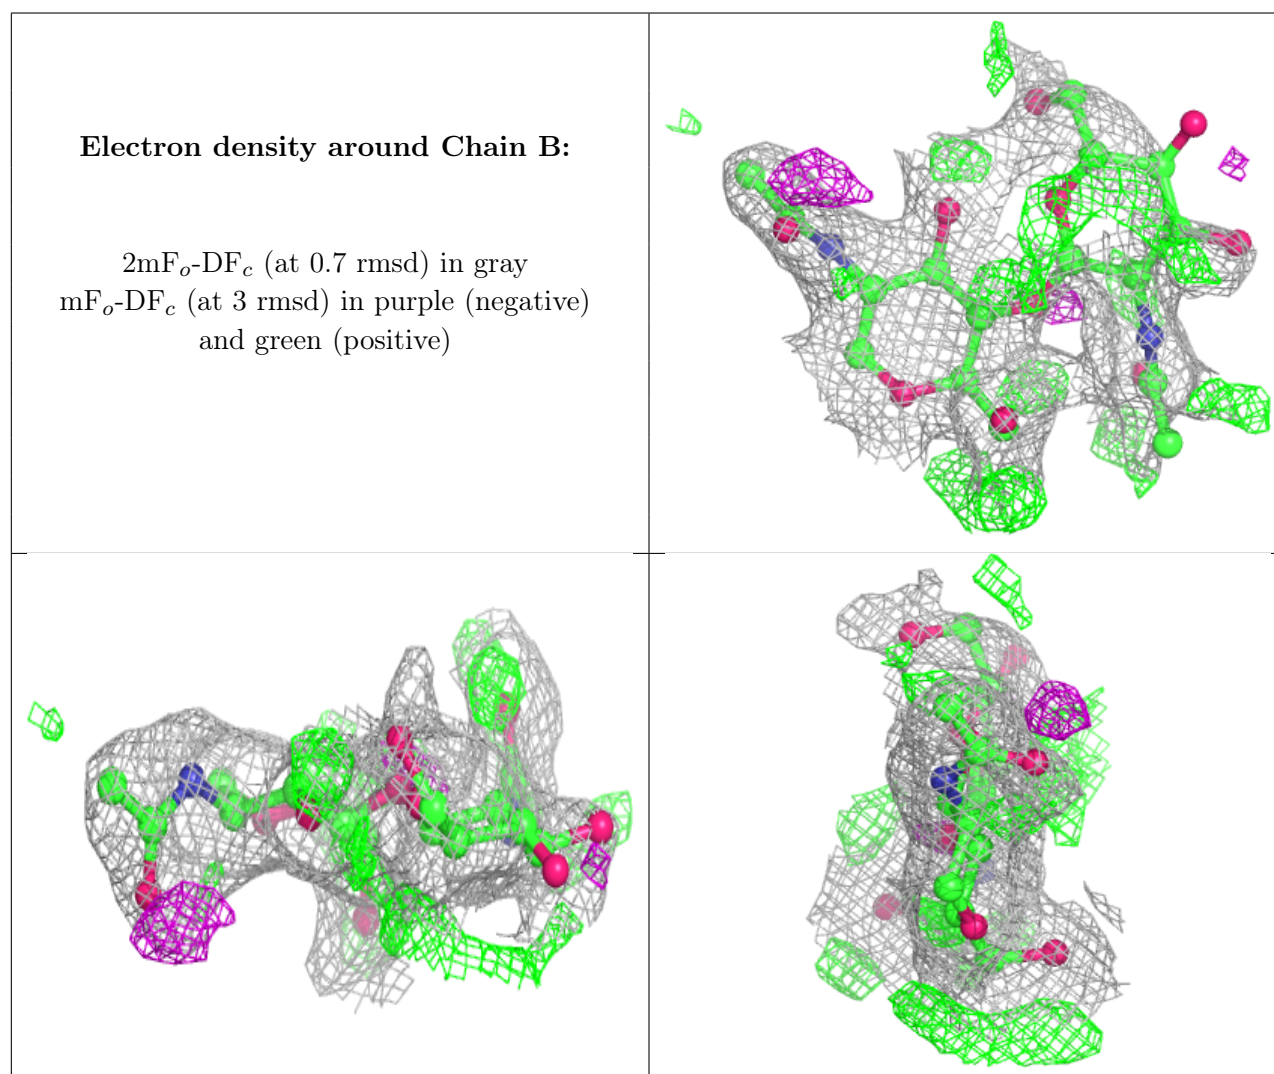 Electron density around Chain B:
2mFₒ-DF𝒸 (at 0.7 rmsd) in gray
mFₒ-DF𝒸 (at 3 rmsd) in purple (negative)
and green (positive)